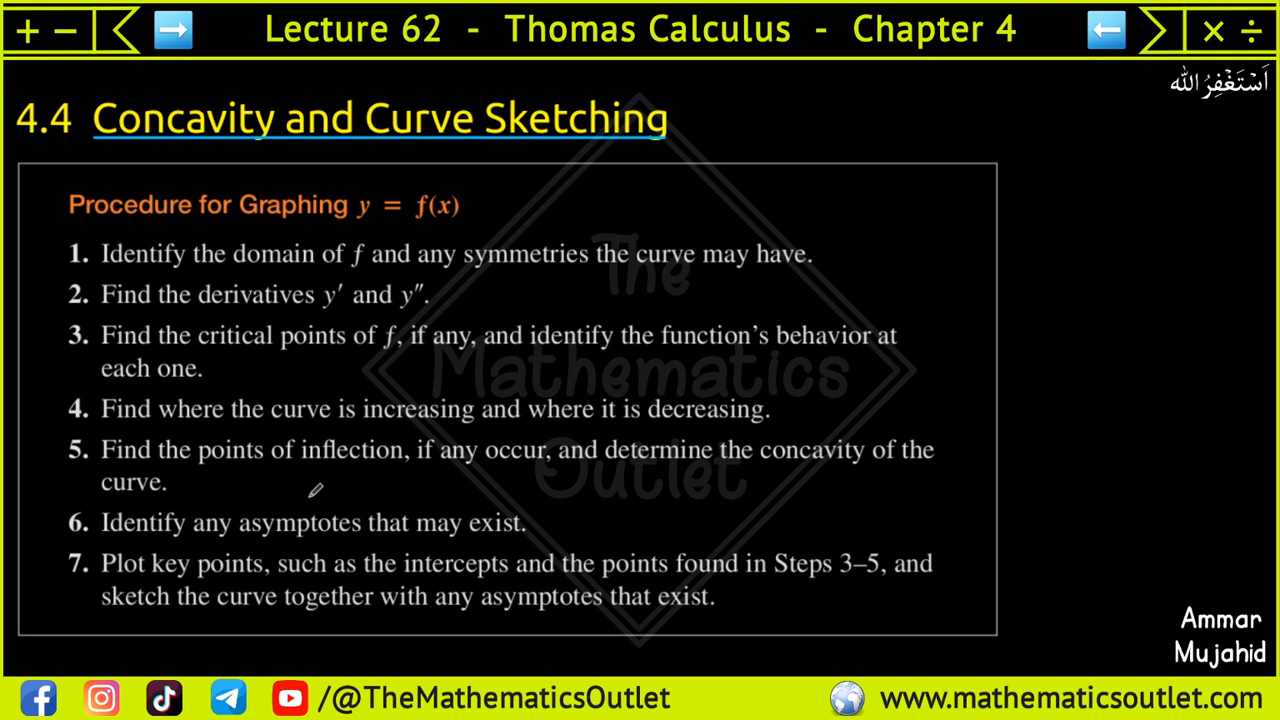 + − Lecture 62 - Thomas Calculus - Chapter 4 × ÷
اَسْتَغْفِرُ اللّٰه
4.4 Concavity and Curve Sketching
Procedure for Graphing y = f(x)
1. Identify the domain of f and any symmetries the curve may have.
2. Find the derivatives y′ and y″.
3. Find the critical points of f, if any, and identify the function’s behavior at
each one.
4. Find where the curve is increasing and where it is decreasing.
5. Find the points of inflection, if any occur, and determine the concavity of the
curve.
6. Identify any asymptotes that may exist.
7. Plot key points, such as the intercepts and the points found in Steps 3–5, and
sketch the curve together with any asymptotes that exist.
The
Mathematics
Outlet
Ammar
Mujahid
/@TheMathematicsOutlet www.mathematicsoutlet.com